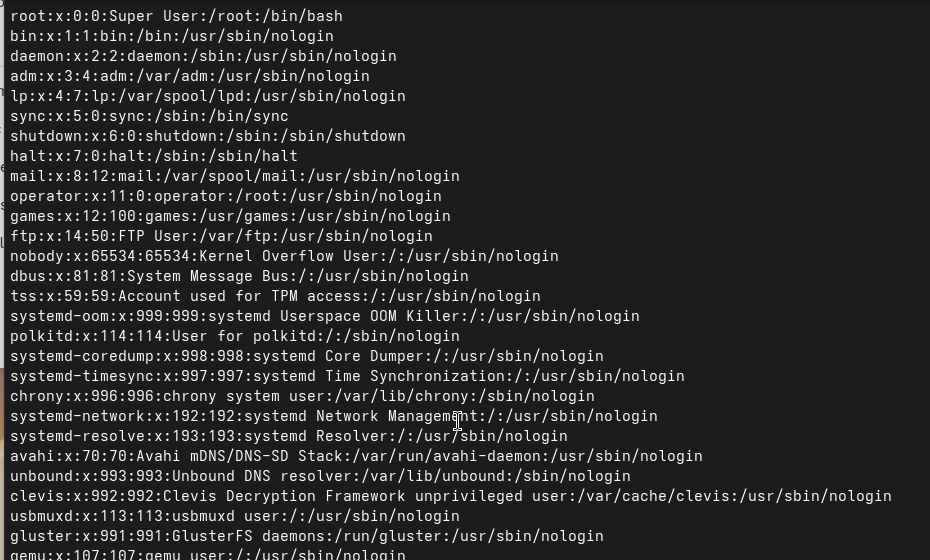 root:x:0:0:Super User:/root:/bin/bash
bin:x:1:1:bin:/bin:/usr/sbin/nologin
daemon:x:2:2:daemon:/sbin:/usr/sbin/nologin
adm:x:3:4:adm:/var/adm:/usr/sbin/nologin
lp:x:4:7:lp:/var/spool/lpd:/usr/sbin/nologin
sync:x:5:0:sync:/sbin:/bin/sync
shutdown:x:6:0:shutdown:/sbin:/sbin/shutdown
halt:x:7:0:halt:/sbin:/sbin/halt
mail:x:8:12:mail:/var/spool/mail:/usr/sbin/nologin
operator:x:11:0:operator:/root:/usr/sbin/nologin
games:x:12:100:games:/usr/games:/usr/sbin/nologin
ftp:x:14:50:FTP User:/var/ftp:/usr/sbin/nologin
nobody:x:65534:65534:Kernel Overflow User:/:/usr/sbin/nologin
dbus:x:81:81:System Message Bus:/:/usr/sbin/nologin
tss:x:59:59:Account used for TPM access:/:/usr/sbin/nologin
systemd-oom:x:999:999:systemd Userspace OOM Killer:/:/usr/sbin/nologin
polkitd:x:114:114:User for polkitd:/:/sbin/nologin
systemd-coredump:x:998:998:systemd Core Dumper:/:/usr/sbin/nologin
systemd-timesync:x:997:997:systemd Time Synchronization:/:/usr/sbin/nologin
chrony:x:996:996:chrony system user:/var/lib/chrony:/sbin/nologin
systemd-network:x:192:192:systemd Network Management:/:/usr/sbin/nologin
systemd-resolve:x:193:193:systemd Resolver:/:/usr/sbin/nologin
avahi:x:70:70:Avahi mDNS/DNS-SD Stack:/var/run/avahi-daemon:/usr/sbin/nologin
unbound:x:993:993:Unbound DNS resolver:/var/lib/unbound:/sbin/nologin
clevis:x:992:992:Clevis Decryption Framework unprivileged user:/var/cache/clevis:/usr/sbin/nologin
usbmuxd:x:113:113:usbmuxd user:/:/usr/sbin/nologin
gluster:x:991:991:GlusterFS daemons:/run/gluster:/usr/sbin/nologin
qemu:x:107:107:qemu user:/:/usr/sbin/nologin